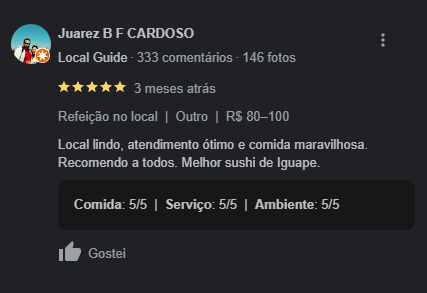 Juarez B F CARDOSO
Local Guide · 333 comentários · 146 fotos
3 meses atrás
Refeição no local | Outro | R$ 80–100
Local lindo, atendimento ótimo e comida maravilhosa.
Recomendo a todos. Melhor sushi de Iguape.
Comida: 5/5 | Serviço: 5/5 | Ambiente: 5/5
Gostei